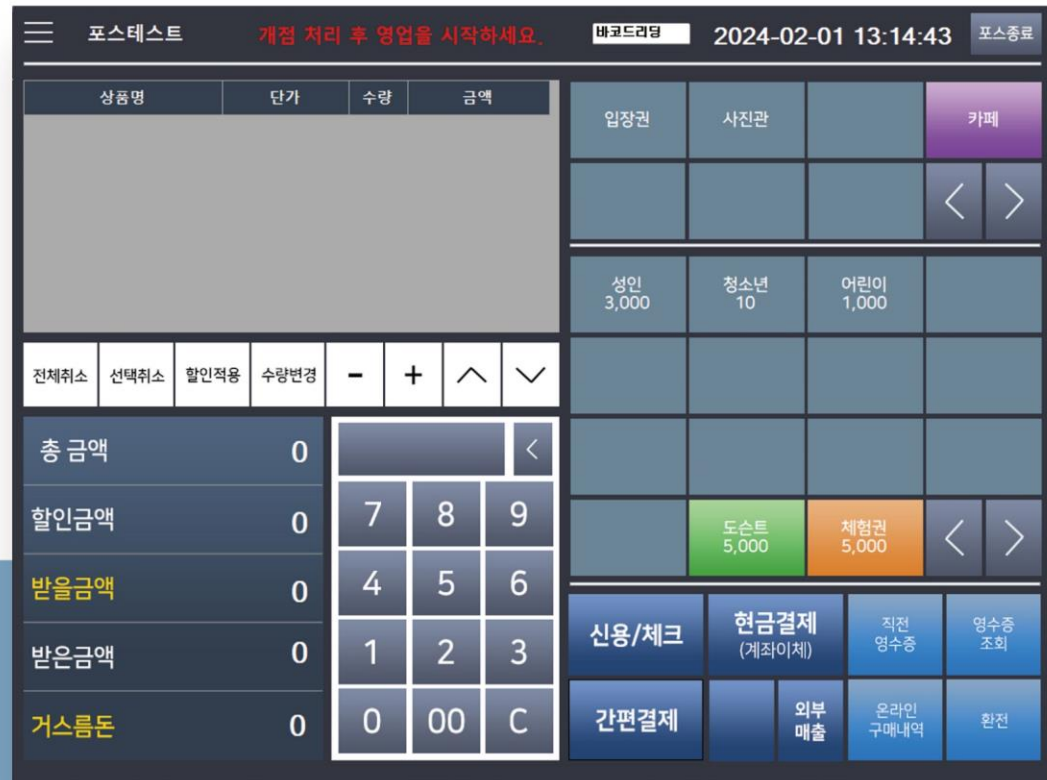 포스테스트 개점 처리 후 영업을 시작하세요. 바코드리딩 2024-02-01 13:14:43 포스종료
상품명 단가 수량 금액
전체취소 선택취소 할인적용 수량변경 - +
총 금액 0
할인금액 0
받을금액 0
받은금액 0
거스름돈 0
<
7 8 9
4 5 6
1 2 3
0 00 C
입장권 사진관 카페
< >
성인 청소년 어린이
3,000 10 1,000
도슨트 체험권
5,000 5,000
< >
신용/체크
현금결제
(계좌이체)
직전
영수증
영수증
조회
간편결제
외부
매출
온라인
구매내역
환전